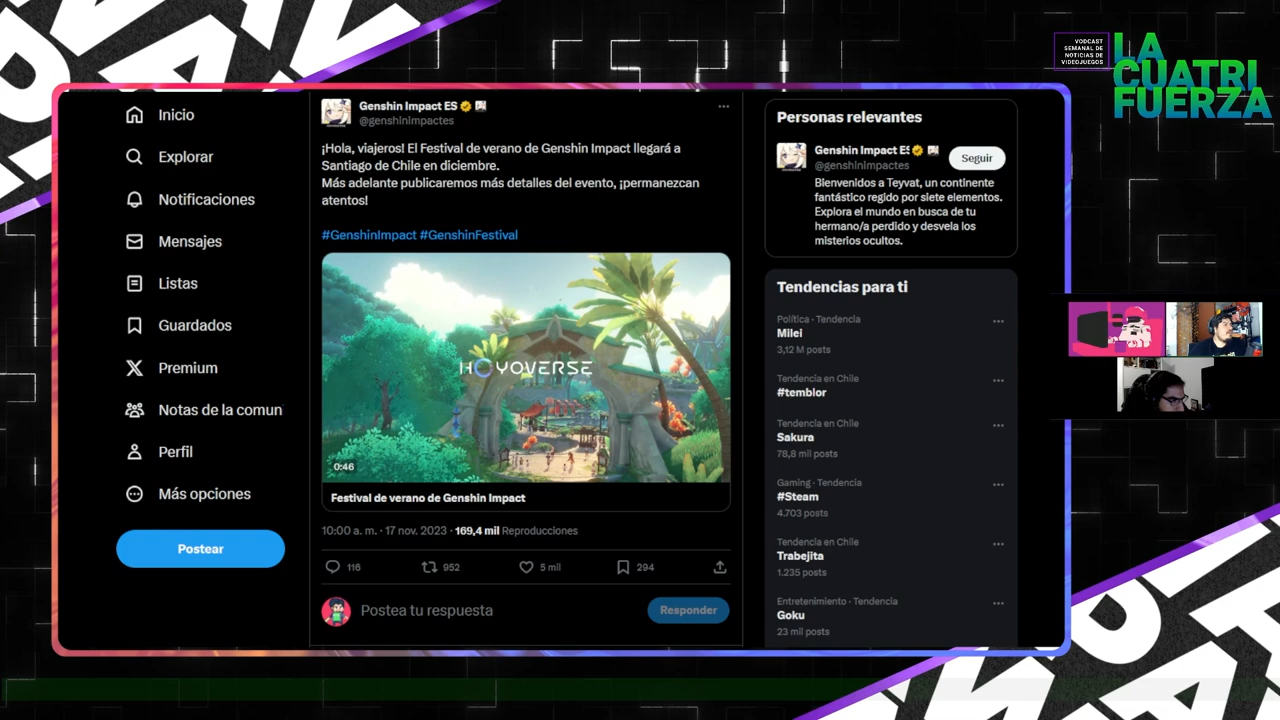 VODCAST
SEMANAL DE
NOTICIAS DE
VIDEOJUEGOS
LA
CUATRI
FUERZA
Inicio
Explorar
Notificaciones
Mensajes
Listas
Guardados
Premium
Notas de la comun
Perfil
Más opciones
Postear
Genshin Impact ES
@genshinimpactes
¡Hola, viajeros! El Festival de verano de Genshin Impact llegará a
Santiago de Chile en diciembre.
Más adelante publicaremos más detalles del evento, ¡permanezcan
atentos!
#GenshinImpact #GenshinFestival
HOYOVERSE
0:46
Festival de verano de Genshin Impact
10:00 a. m. · 17 nov. 2023 · 169,4 mil Reproducciones
116 952 5 mil 294
Postea tu respuesta
Responder
Personas relevantes
Genshin Impact ES
@genshinimpactes
Seguir
Bienvenidos a Teyvat, un continente
fantástico regido por siete elementos.
Explora el mundo en busca de tu
hermano/a perdido y desvela los
misterios ocultos.
Tendencias para ti
Política · Tendencia
Milei
3,12 M posts
Tendencia en Chile
#temblor
Tendencia en Chile
Sakura
78,8 mil posts
Gaming · Tendencia
#Steam
4.703 posts
Tendencia en Chile
Trabejita
1.235 posts
Entretenimiento · Tendencia
Goku
23 mil posts